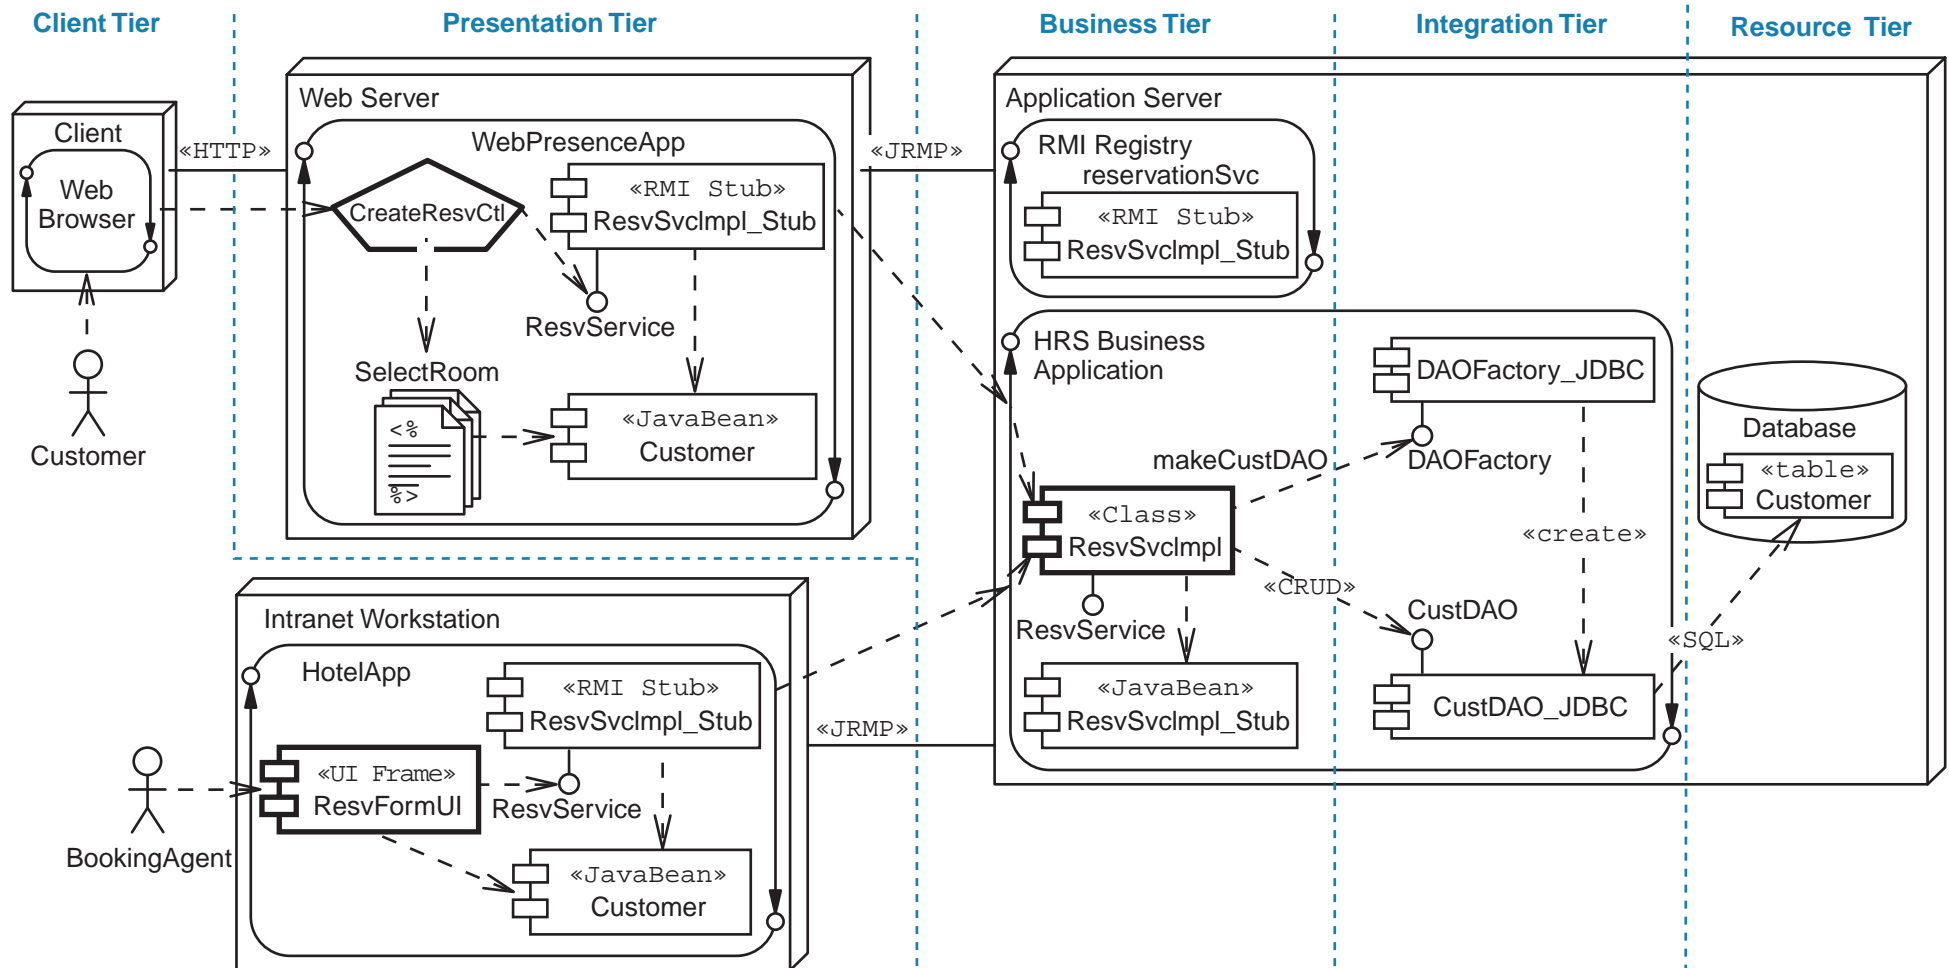 Client Tier
Presentation Tier
Business Tier
Integration Tier
Resource Tier
Client
Web
Browser
Customer
«HTTP»
Web Server
WebPresenceApp
CreateResvCtl
«RMI Stub»
ResvSvcImpl_Stub
ResvService
SelectRoom
<%
%>
«JavaBean»
Customer
«JRMP»
Application Server
RMI Registry
reservationSvc
«RMI Stub»
ResvSvcImpl_Stub
HRS Business
Application
DAOFactory_JDBC
makeCustDAO
DAOFactory
«Class»
ResvSvcImpl
«create»
«CRUD»
ResvService
CustDAO
«JavaBean»
ResvSvcImpl_Stub
CustDAO_JDBC
«SQL»
Database
«table»
Customer
Intranet Workstation
HotelApp
«RMI Stub»
ResvSvcImpl_Stub
«JRMP»
«UI Frame»
ResvFormUI
ResvService
BookingAgent
«JavaBean»
Customer